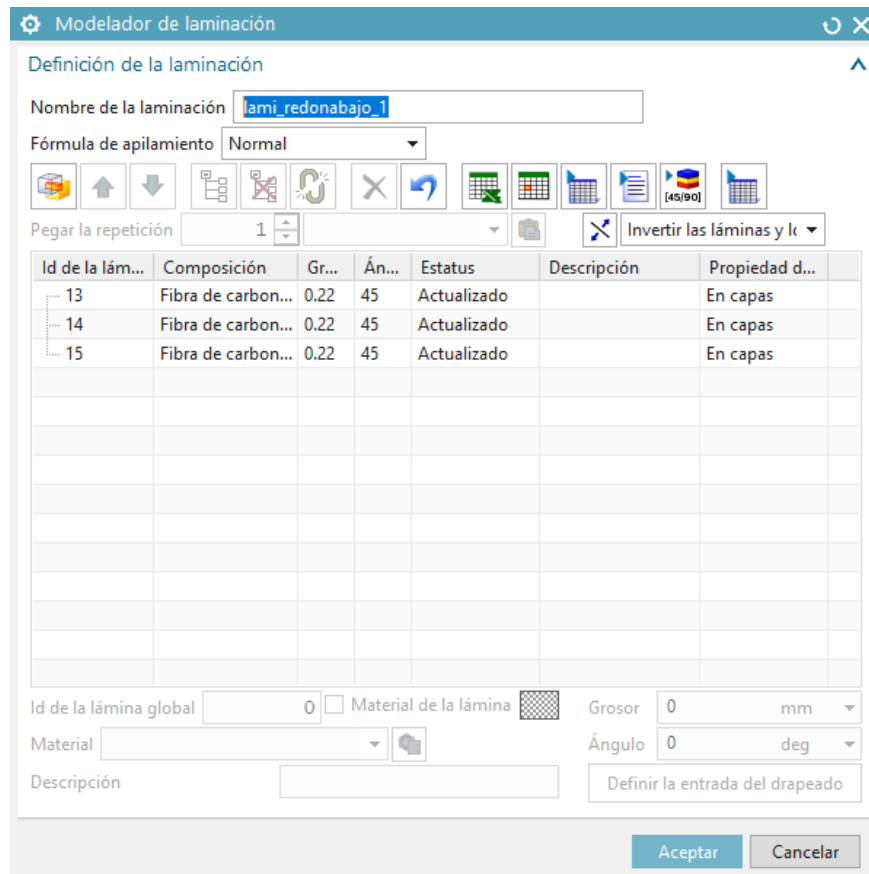 Modelador de laminación
Definición de la laminación
Nombre de la laminación lami_redonabajo_1
Fórmula de apilamiento Normal
[45/90]
Pegar la repetición 1 Invertir las láminas y lo
Id de la lám... Composición Gr... Án... Estatus Descripción Propiedad d...
13 Fibra de carbon... 0.22 45 Actualizado En capas
14 Fibra de carbon... 0.22 45 Actualizado En capas
15 Fibra de carbon... 0.22 45 Actualizado En capas
Id de la lámina global 0 Material de la lámina Grosor 0 mm
Material Ángulo 0 deg
Descripción Definir la entrada del drapeado
Aceptar Cancelar